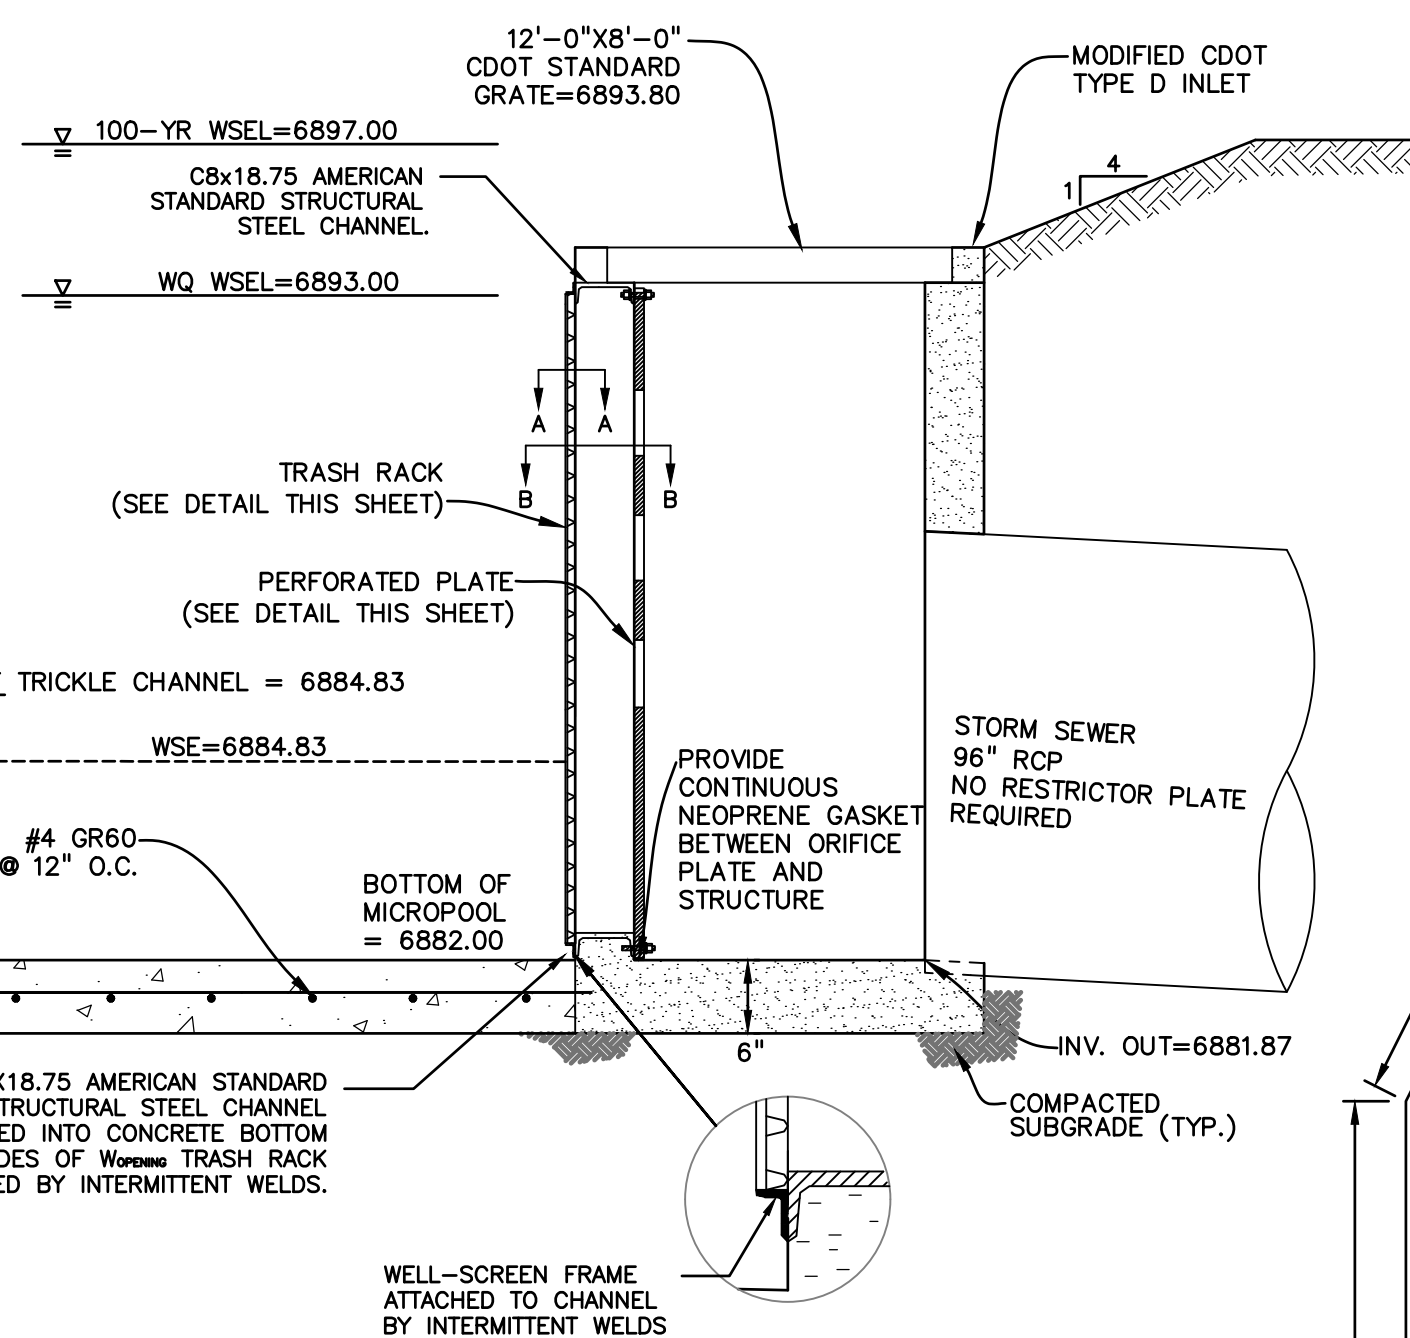 12'-0"X8'-0"
CDOT STANDARD
GRATE=6893.80
MODIFIED CDOT
TYPE D INLET
100-YR WSEL=6897.00
C8x18.75 AMERICAN
STANDARD STRUCTURAL
STEEL CHANNEL.
4
1
WQ WSEL=6893.00
A A
B B
TRASH RACK
(SEE DETAIL THIS SHEET)
PERFORATED PLATE
(SEE DETAIL THIS SHEET)
TRICKLE CHANNEL = 6884.83
WSE=6884.83
STORM SEWER
96" RCP
NO RESTRICTOR PLATE
REQUIRED
PROVIDE
CONTINUOUS
NEOPRENE GASKET
BETWEEN ORIFICE
PLATE AND
STRUCTURE
#4 GR60
@ 12" O.C.
BOTTOM OF
MICROPOOL
= 6882.00
6"
INV. OUT=6881.87
COMPACTED
SUBGRADE (TYP.)
X18.75 AMERICAN STANDARD
TRUCTURAL STEEL CHANNEL
ED INTO CONCRETE BOTTOM
DES OF WOPENING TRASH RACK
ED BY INTERMITTENT WELDS.
WELL-SCREEN FRAME
ATTACHED TO CHANNEL
BY INTERMITTENT WELDS